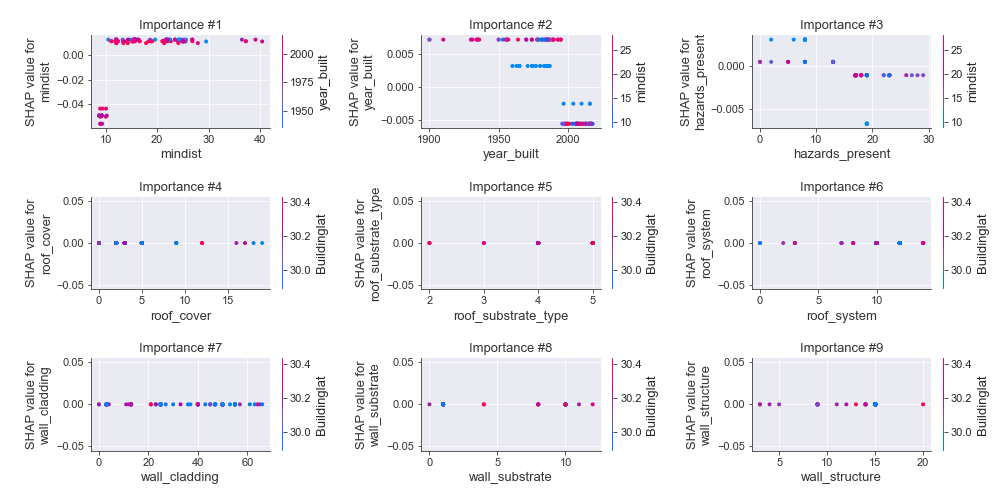 Importance #1
SHAP value for
mindist
0.00
−0.02
−0.04
10
20
30
40
mindist
2000
1975
1950
year_built
Importance #2
SHAP value for
year_built
0.005
0.000
−0.005
1900
1950
2000
year_built
25
20
15
10
mindist
Importance #3
SHAP value for
hazards_present
0.000
−0.005
0
10
20
30
hazards_present
25
20
15
10
mindist
Importance #4
SHAP value for
roof_cover
0.05
0.00
−0.05
0
5
10
15
roof_cover
30.4
30.2
30.0
Buildinglat
Importance #5
SHAP value for
roof_substrate_type
0.05
0.00
−0.05
2
3
4
5
roof_substrate_type
30.4
30.2
30.0
Buildinglat
Importance #6
SHAP value for
roof_system
0.05
0.00
−0.05
0
5
10
roof_system
30.4
30.2
30.0
Buildinglat
Importance #7
SHAP value for
wall_cladding
0.05
0.00
−0.05
0
20
40
60
wall_cladding
30.4
30.2
30.0
Buildinglat
Importance #8
SHAP value for
wall_substrate
0.05
0.00
−0.05
0
5
10
wall_substrate
30.4
30.2
30.0
Buildinglat
Importance #9
SHAP value for
wall_structure
0.05
0.00
−0.05
5
10
15
20
wall_structure
30.4
30.2
30.0
Buildinglat